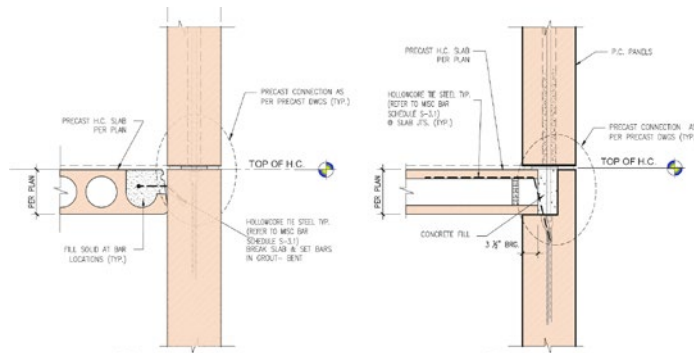 PRECAST H.C. SLAB
PER PLAN
PRECAST CONNECTION AS
PER PRECAST DWGS (TYP.)
TOP OF H.C.
PER PLAN
FILL SOLID AT BAR
LOCATIONS (TYP.)
HOLLOWCORE TIE STEEL TYP.
(REFER TO MISC BAR
SCHEDULE S-3.1)
BREAK SLAB & SET BARS
IN GROUT- BENT
PRECAST H.C. SLAB
PER PLAN
P.C. PANELS
HOLLOWCORE TIE STEEL TYP.
(REFER TO MISC BAR
SCHEDULE S-3.1)
@ SLAB JTS. (TYP.)
PRECAST CONNECTION AS
PER PRECAST DWGS (TYP.)
TOP OF H.C.
PER PLAN
CONCRETE FILL
3 ½" BRG.